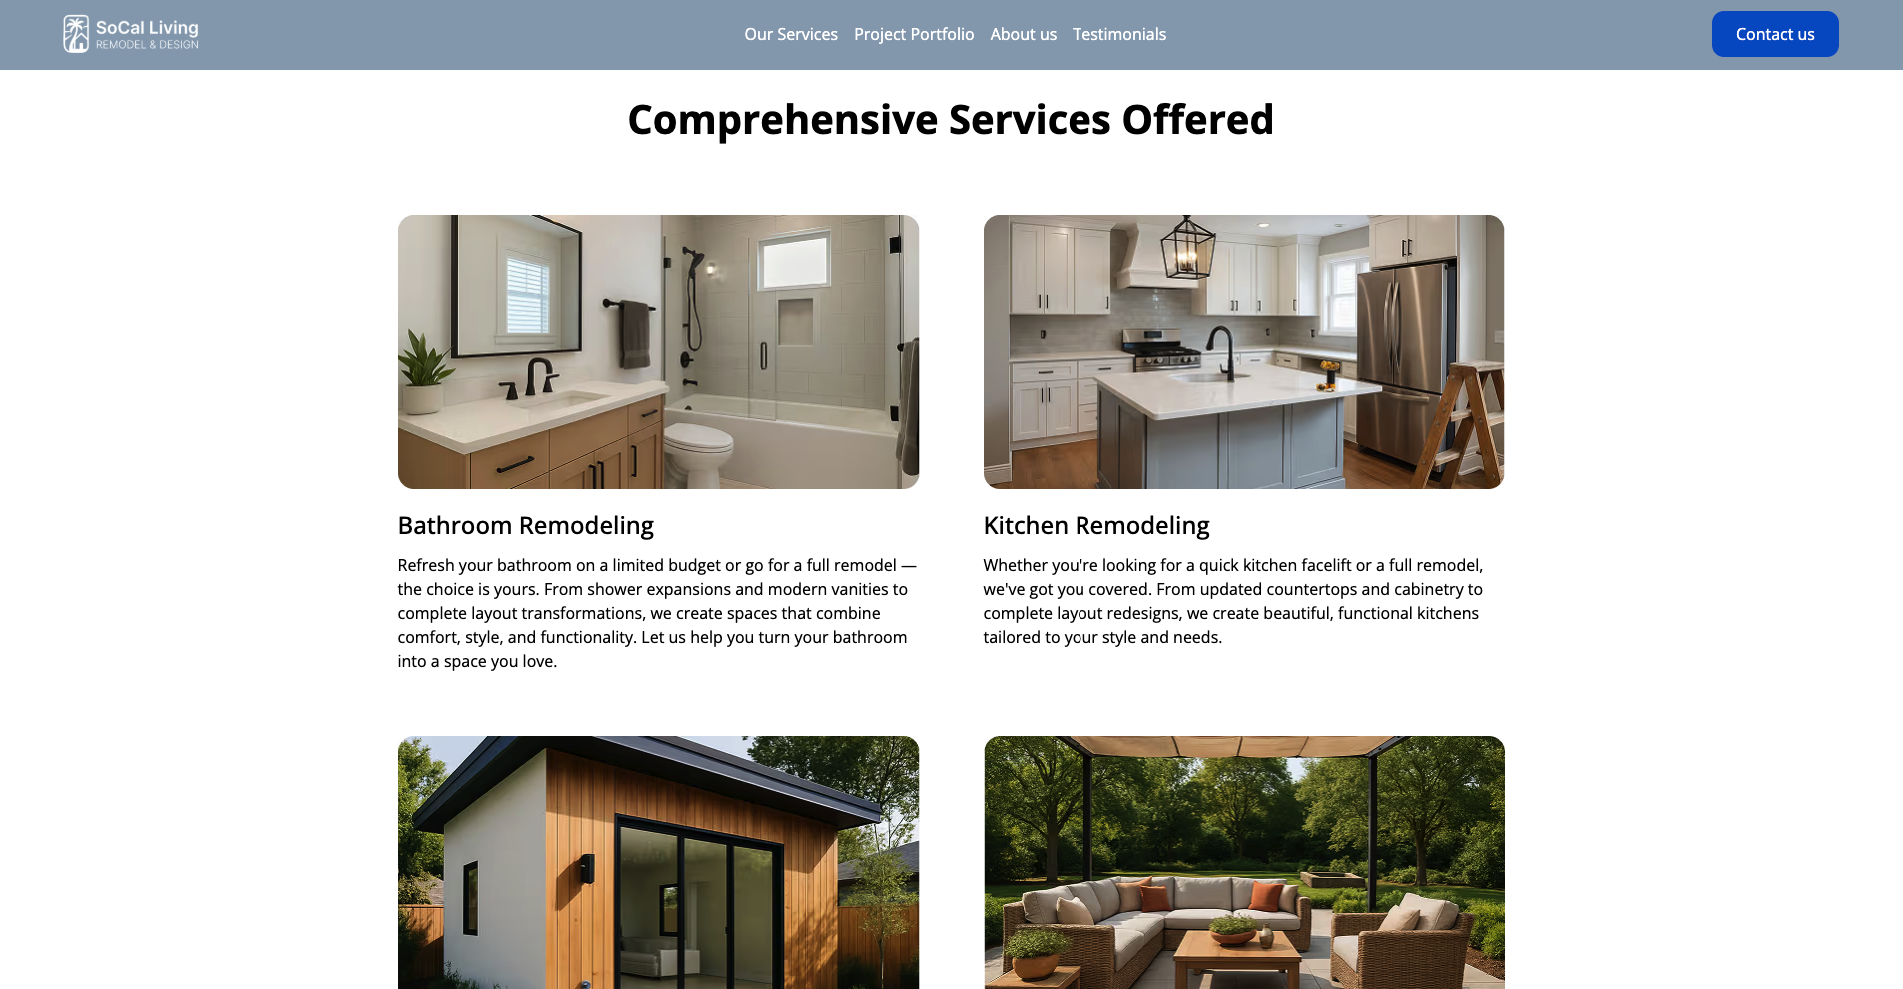 SoCal Living
REMODEL & DESIGN
Our Services
Project Portfolio
About us
Testimonials
Contact us
Comprehensive Services Offered
Bathroom Remodeling
Refresh your bathroom on a limited budget or go for a full remodel —
the choice is yours. From shower expansions and modern vanities to
complete layout transformations, we create spaces that combine
comfort, style, and functionality. Let us help you turn your bathroom
into a space you love.
Kitchen Remodeling
Whether you're looking for a quick kitchen facelift or a full remodel,
we've got you covered. From updated countertops and cabinetry to
complete layout redesigns, we create beautiful, functional kitchens
tailored to your style and needs.